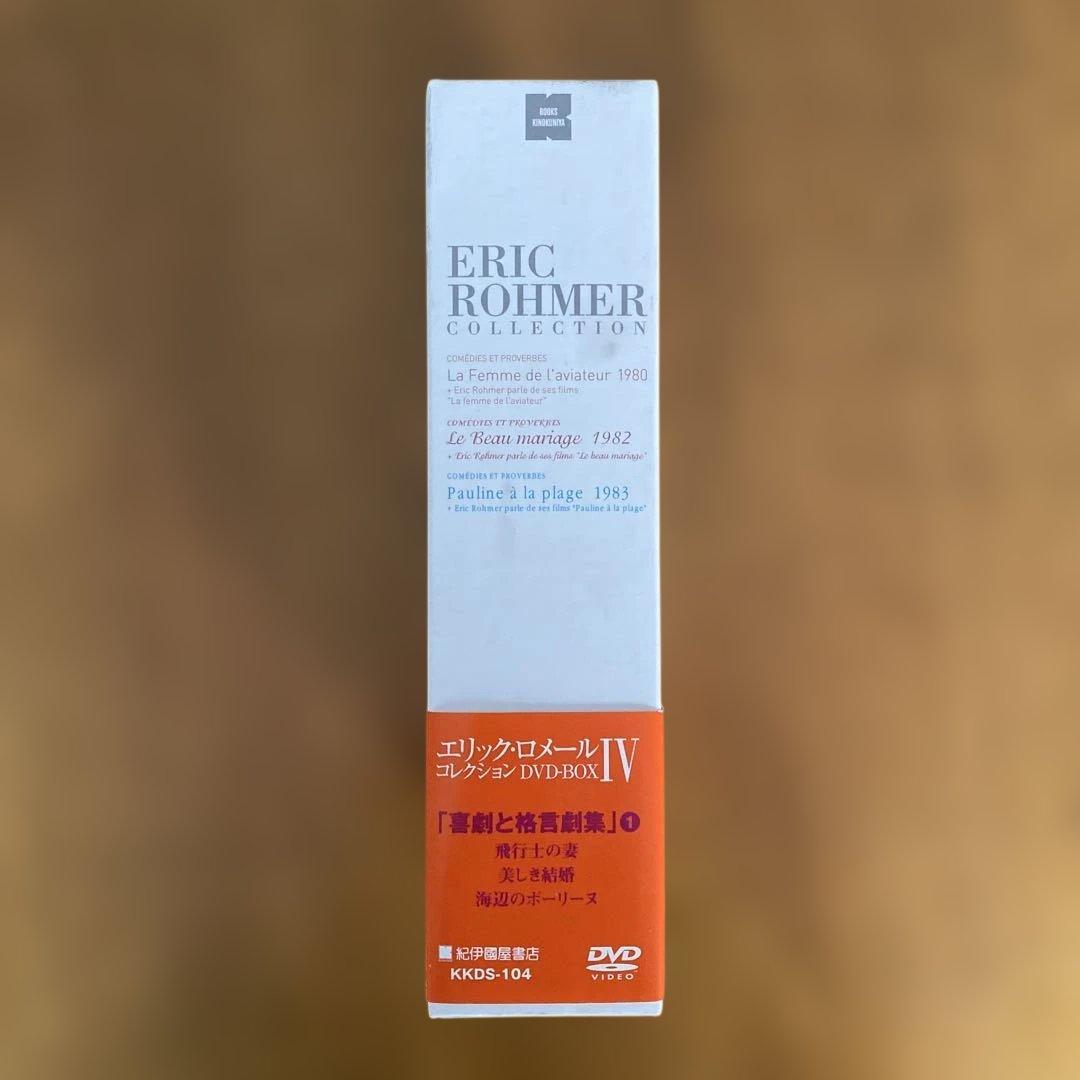 BOOKS
KINOKUNIYA
ERIC
ROHMER
COLLECTION
COMÉDIES ET PROVERBES
La Femme de l'aviateur 1980
+ Eric Rohmer parle de ses films
"La femme de l'aviateur"
COMÉDIES ET PROVERBES
Le Beau mariage 1982
+ Eric Rohmer parle de ses films "Le beau mariage"
COMÉDIES ET PROVERBES
Pauline à la plage 1983
+ Eric Rohmer parle de ses films "Pauline à la plage"
エリック・ロメール
コレクション DVD-BOX IV
「喜劇と格言劇集」❶
飛行士の妻
美しき結婚
海辺のポーリーヌ
紀伊國屋書店
KKDS-104
DVD
VIDEO